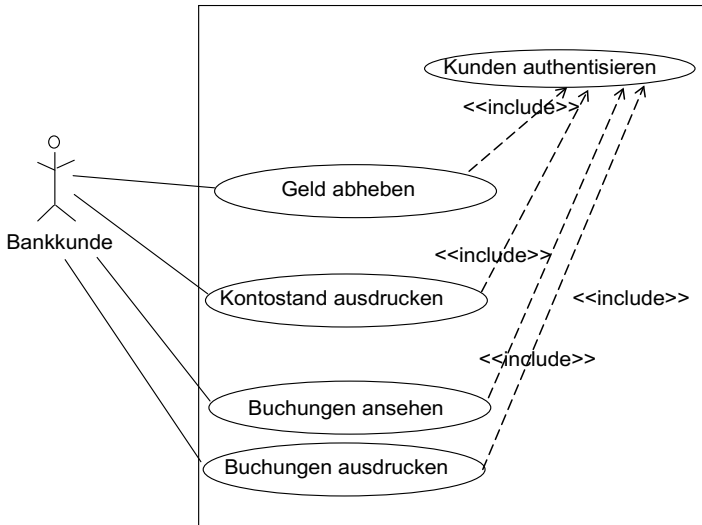 Kunden authentisieren
<<include>>
Geld abheben
Bankkunde
<<include>>
Kontostand ausdrucken
<<include>>
<<include>>
Buchungen ansehen
Buchungen ausdrucken